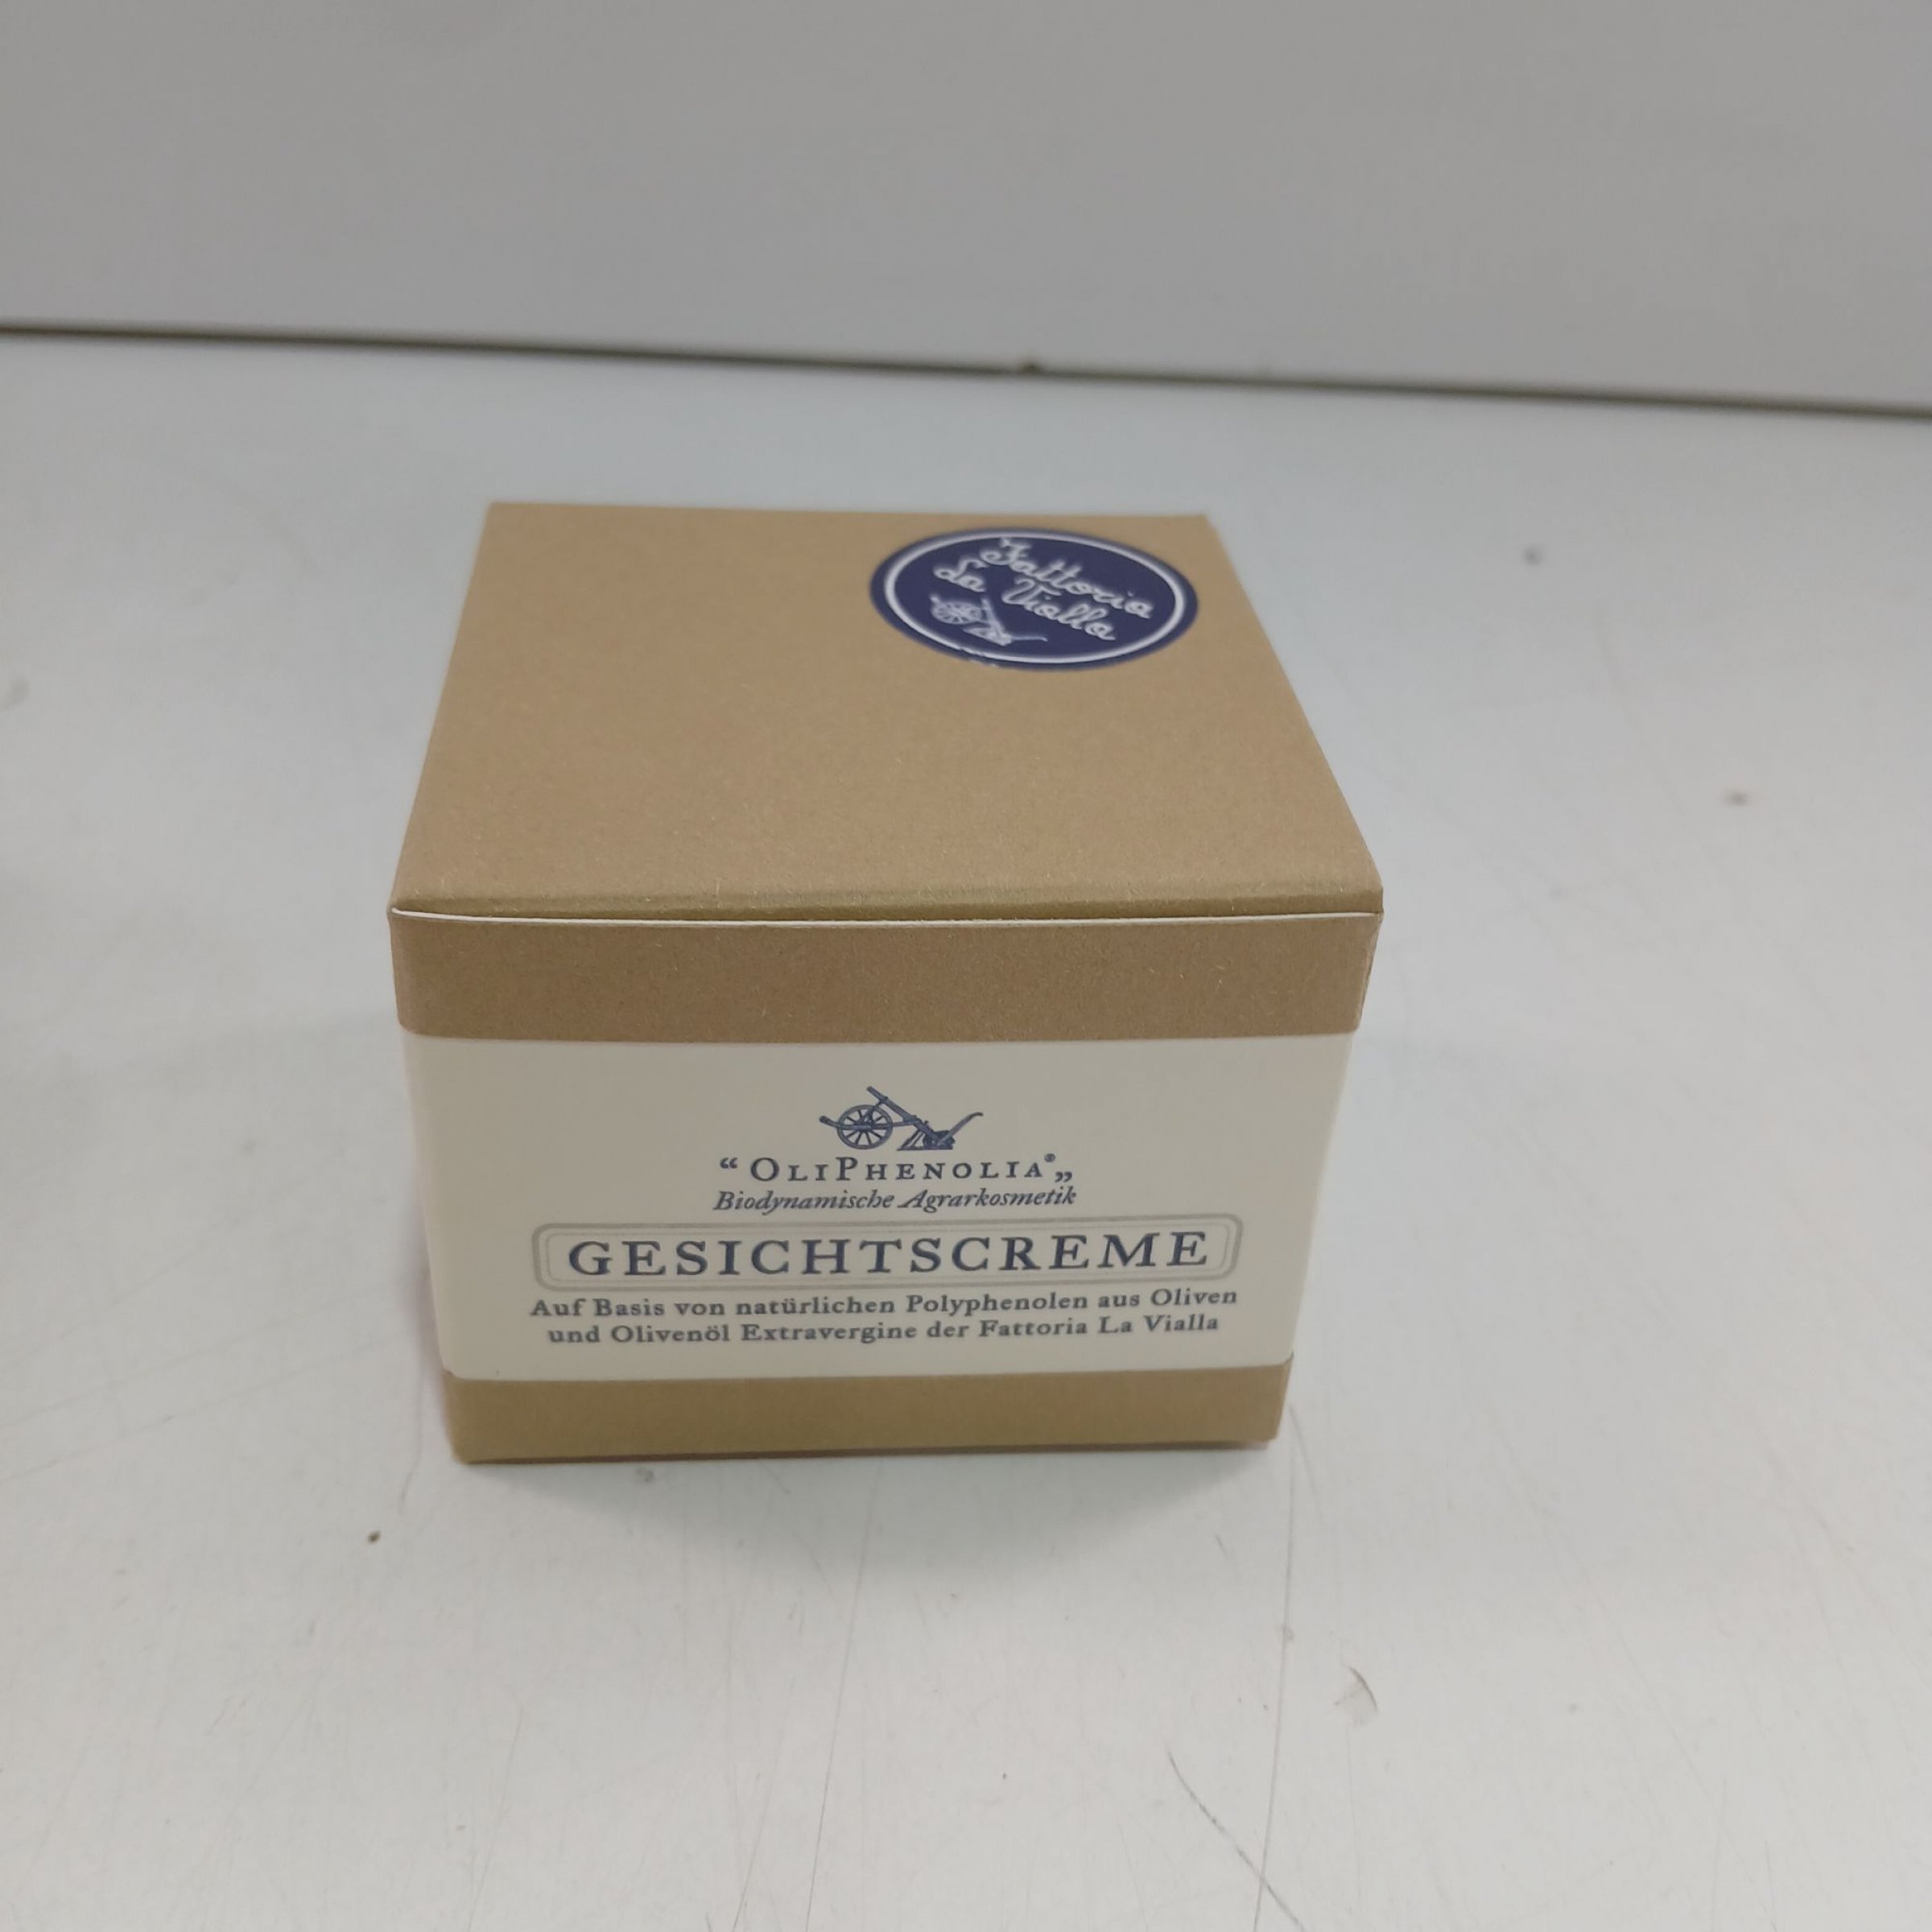 Fattoria
La Vialla
“ OLIPHENOLIA®„
Biodynamische Agrarkosmetik
GESICHTSCREME
Auf Basis von natürlichen Polyphenolen aus Oliven
und Olivenöl Extravergine der Fattoria La Vialla